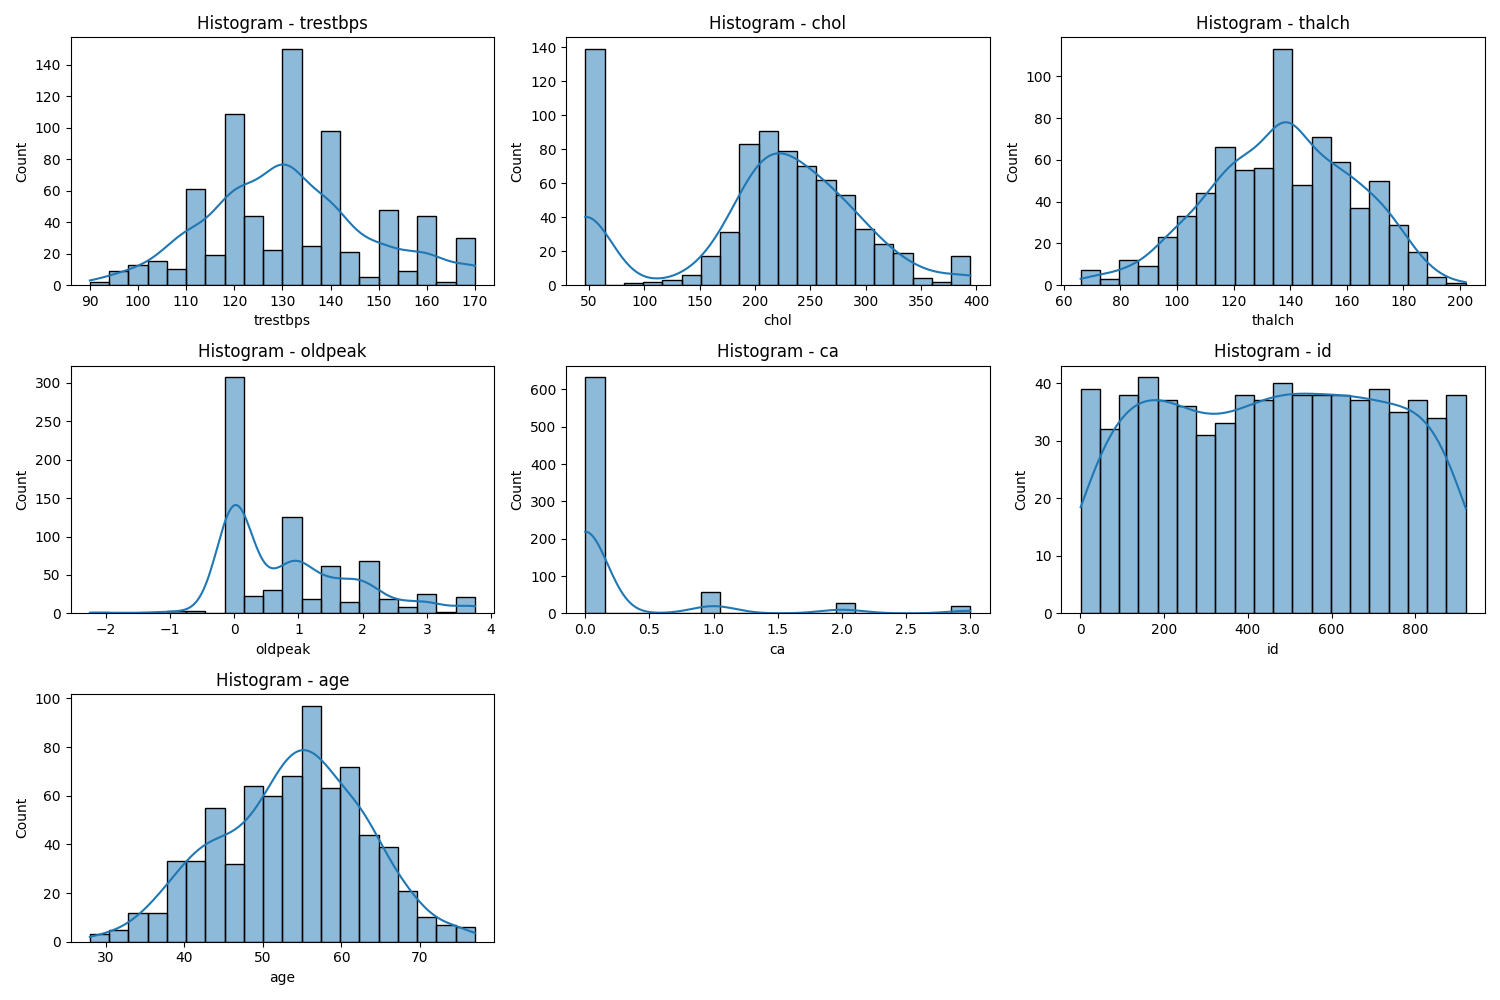 Histogram - trestbps
Count
0 20 40 60 80 100 120 140
90 100 110 120 130 140 150 160 170
trestbps
Histogram - chol
Count
0 20 40 60 80 100 120 140
50 100 150 200 250 300 350 400
chol
Histogram - thalch
Count
0 20 40 60 80 100
60 80 100 120 140 160 180 200
thalch
Histogram - oldpeak
Count
0 50 100 150 200 250 300
−2 −1 0 1 2 3 4
oldpeak
Histogram - ca
Count
0 100 200 300 400 500 600
0.0 0.5 1.0 1.5 2.0 2.5 3.0
ca
Histogram - id
Count
0 10 20 30 40
0 200 400 600 800
id
Histogram - age
Count
0 20 40 60 80 100
30 40 50 60 70
age